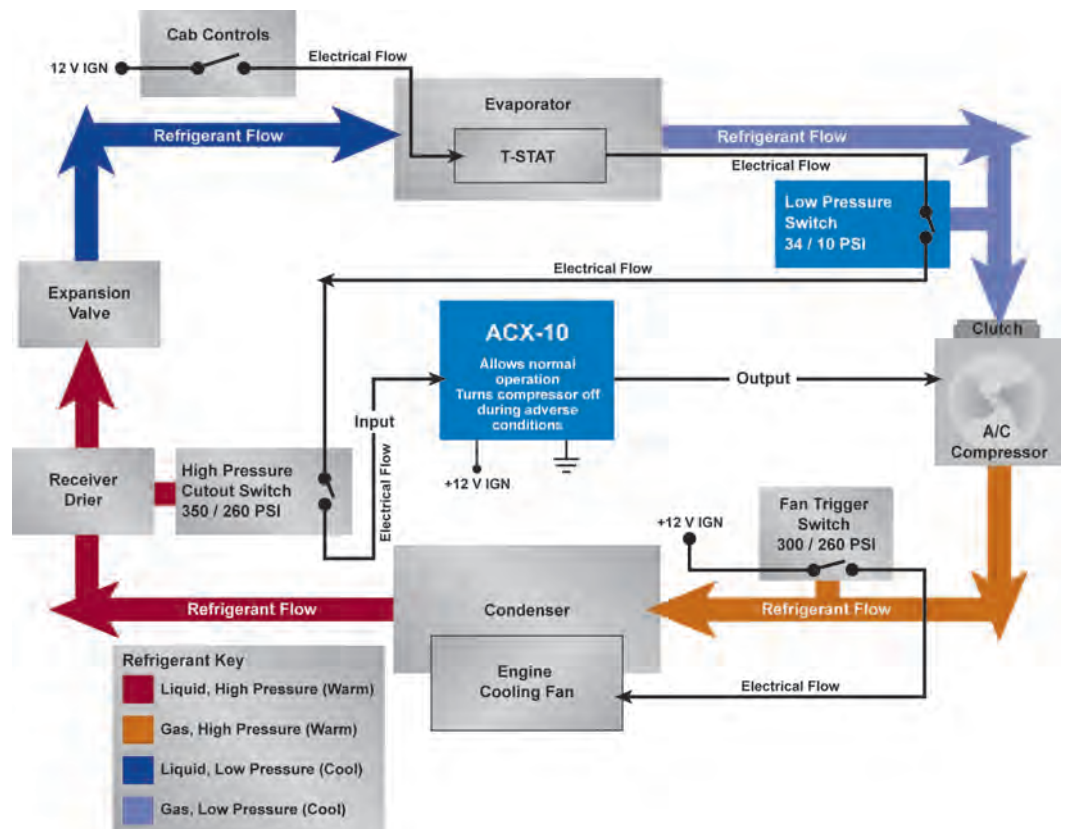 Cab Controls
12 V IGN
Electrical Flow
Evaporator
Refrigerant Flow
Refrigerant Flow
T-STAT
Electrical Flow
Low Pressure
Switch
34 / 10 PSI
Electrical Flow
Expansion
Valve
ACX-10
Allows normal
operation
Turns compressor off
during adverse
conditions
Clutch
Output
Input
A/C
Compressor
Receiver
Drier
High Pressure
Cutout Switch
350 / 260 PSI
Electrical Flow
+12 V IGN
+12 V IGN
Fan Trigger
Switch
300 / 260 PSI
Refrigerant Flow
Condenser
Refrigerant Flow
Engine
Cooling Fan
Electrical Flow
Refrigerant Key
Liquid, High Pressure (Warm)
Gas, High Pressure (Warm)
Liquid, Low Pressure (Cool)
Gas, Low Pressure (Cool)